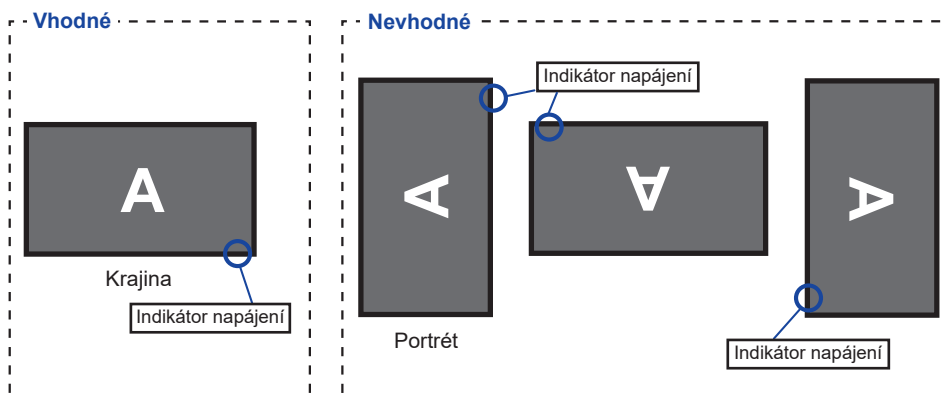 Vhodné
A
Krajina
Indikátor napájení
Nevhodné
Indikátor napájení
A
A
A
Portrét
Indikátor napájení